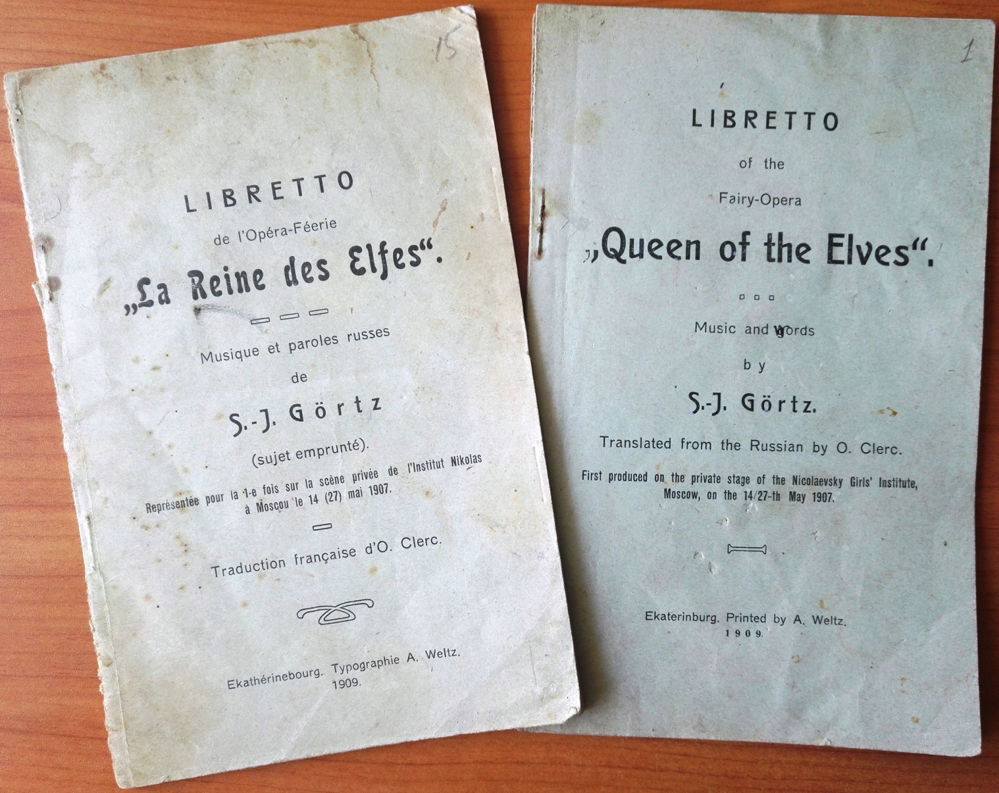 15
LIBRETTO
de l'Opéra-Féerie
„La Reine des Elfes“.
Musique et paroles russes
de
S.-J. Görtz
(sujet emprunté).
Représentée pour la 1-e fois sur la scène privée de l'Institut Nikolas
à Moscou le 14 (27) mai 1907.
Traduction française d'O. Clerc.
Ekathérinebourg. Typographie A. Weltz.
1909.
1
LIBRETTO
of the
Fairy-Opera
„Queen of the Elves“.
Music and words
by
S.-J. Görtz.
Translated from the Russian by O. Clerc.
First produced on the private stage of the Nicolaevsky Girls' Institute,
Moscow, on the 14/27-th May 1907.
Ekaterinburg. Printed by A. Weltz.
1909.